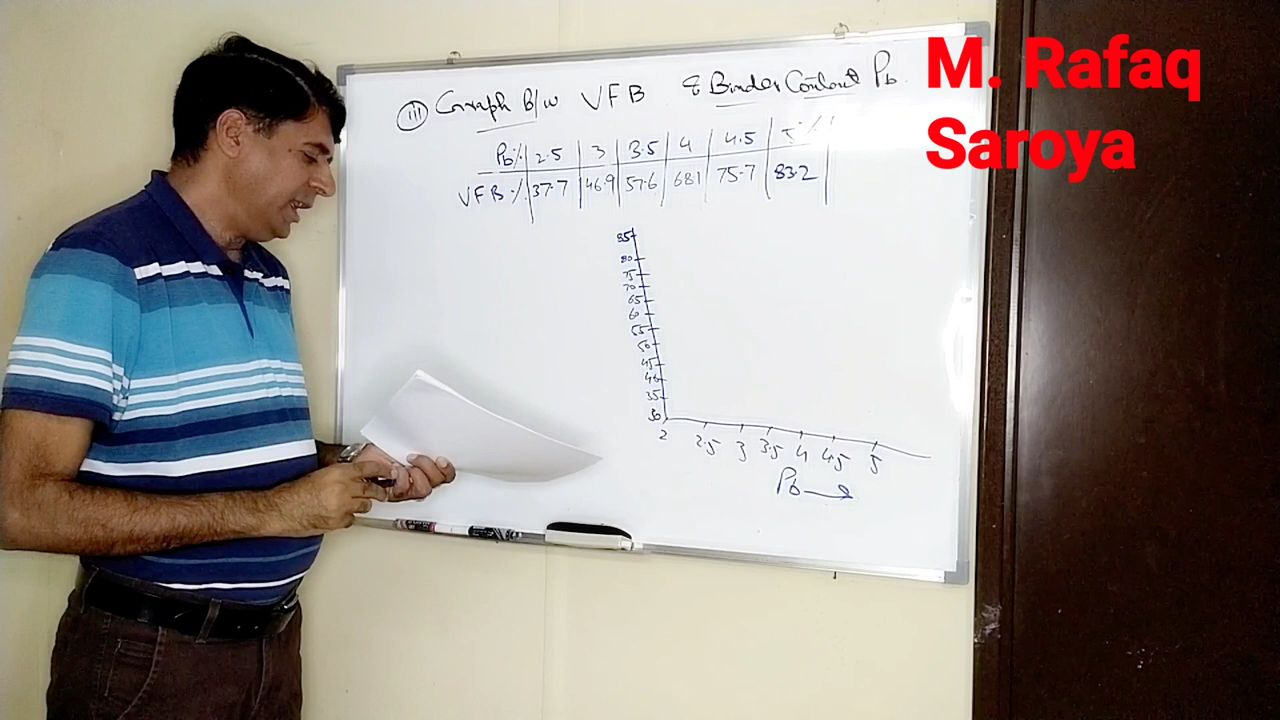 III Graph B/w VFB & Binder Content Pb.
Pb% 2.5 3 3.5 4 4.5 5%
VFB % 37.7 46.9 57.6 68.1 75.7 83.2
85
80
75
70
65
60
55
50
45
40
35
30
2 2.5 3 3.5 4 4.5 5
Pb
M. Rafaq
Saroya